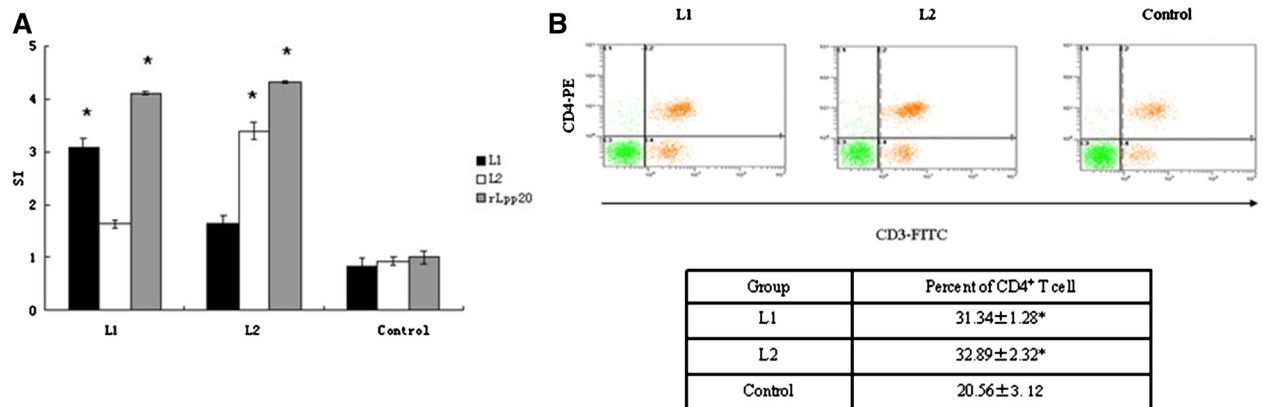 A
5
4
3
2
1
0
SI
*
*
*
*
L1
L2
Control
L1
L2
rLpp20
B
L1
L2
Control
CD4-PE
CD3-FITC
Group
Percent of CD4⁺ T cell
L1
31.34±1.28*
L2
32.89±2.32*
Control
20.56±3.12